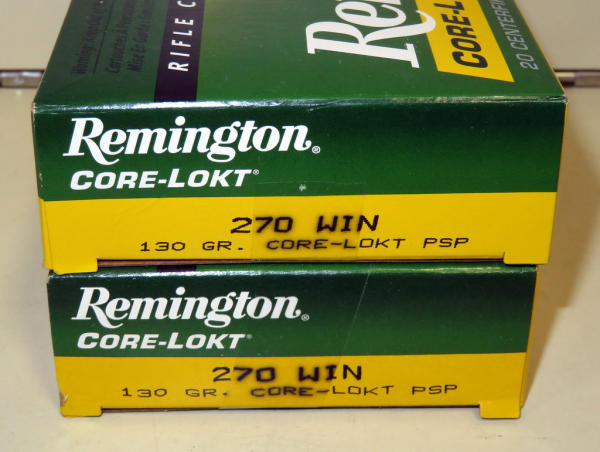 RIFLE C
Rem
CORE-L
20 CENTERFI
Remington®
CORE-LOKT®
270 WIN
130 GR. CORE-LOKT PSP
Remington®
CORE-LOKT®
270 WIN
130 GR. CORE-LOKT PSP